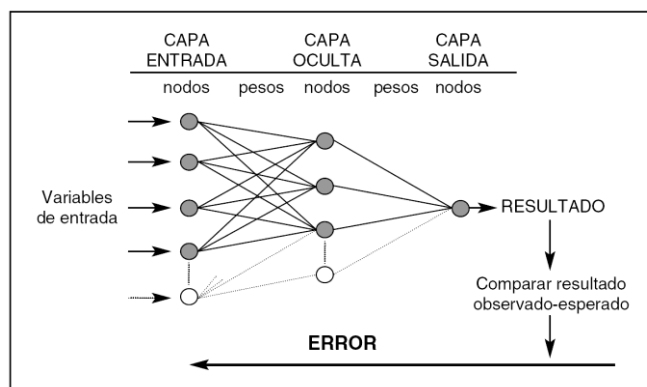 CAPA CAPA CAPA
ENTRADA OCULTA SALIDA
nodos pesos nodos pesos nodos
Variables
de entrada
RESULTADO
Comparar resultado
observado-esperado
ERROR